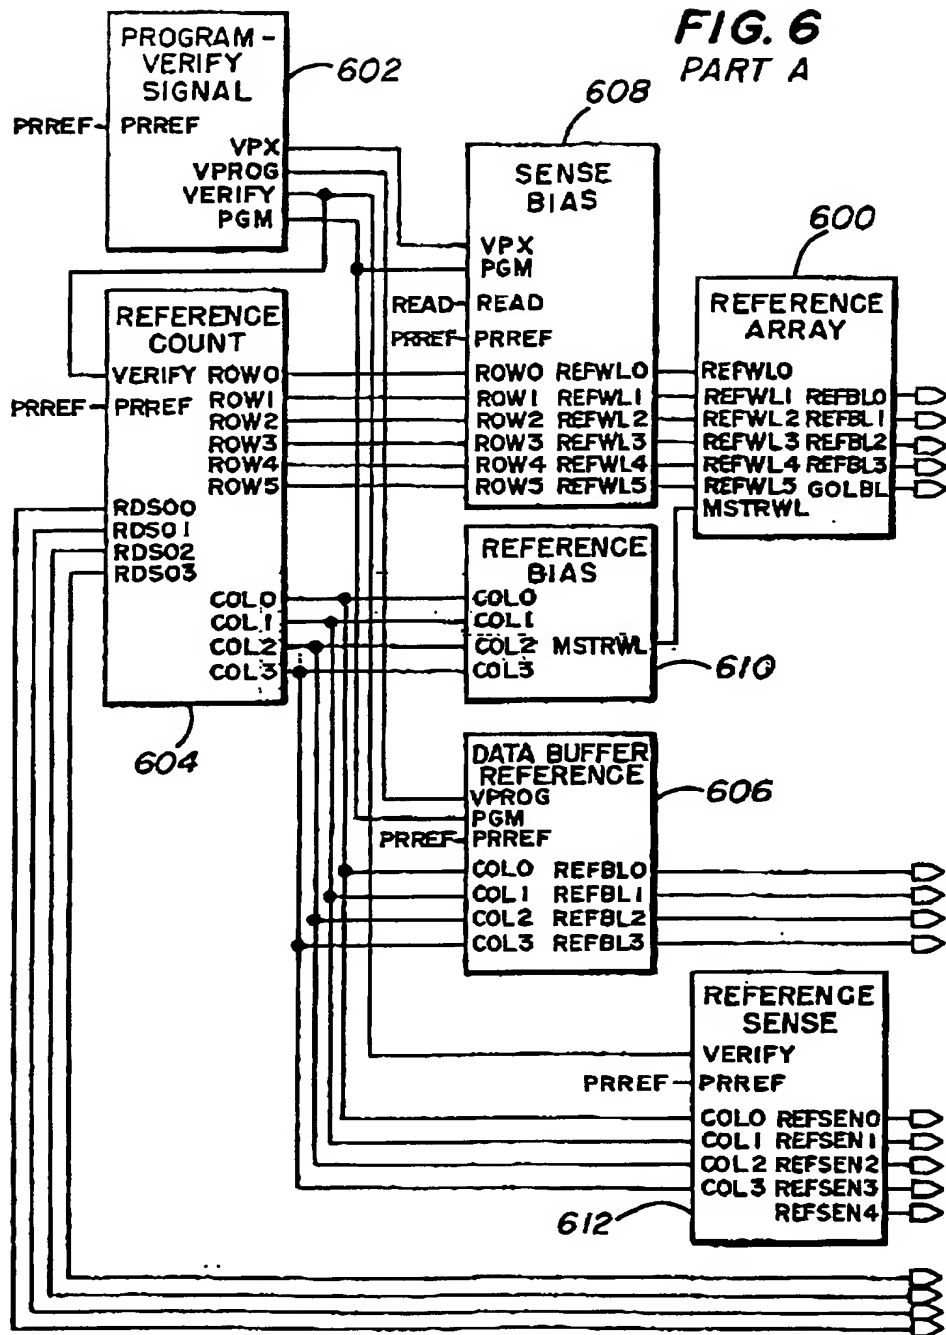 FIG. 6
PART A
PROGRAM-
VERIFY
SIGNAL
602
PRREF PRREF
VPX
VPROG
VERIFY
PGM
608
SENSE
BIAS
VPX
PGM
READ READ
PRREF PRREF
ROW0 REFWL0
ROW1 REFWL1
ROW2 REFWL2
ROW3 REFWL3
ROW4 REFWL4
ROW5 REFWL5
600
REFERENCE
ARRAY
REFWL0
REFWL1 REFBL0
REFWL2 REFBL1
REFWL3 REFBL2
REFWL4 REFBL3
REFWL5 GOLBL
MSTRWL
REFERENCE
COUNT
VERIFY ROW0
PRREF PRREF ROW1
ROW2
ROW3
ROW4
ROW5
RDSO0
RDSO1
RDSO2
RDSO3
COL0
COL1
COL2
COL3
604
REFERENCE
BIAS
COL0
COL1
COL2 MSTRWL
COL3
610
DATA BUFFER
REFERENCE
606
VPROG
PGM
PRREF PRREF
COL0 REFBL0
COL1 REFBL1
COL2 REFBL2
COL3 REFBL3
REFERENCE
SENSE
VERIFY
PRREF PRREF
COL0 REFSEN0
COL1 REFSEN1
COL2 REFSEN2
COL3 REFSEN3
REFSEN4
612